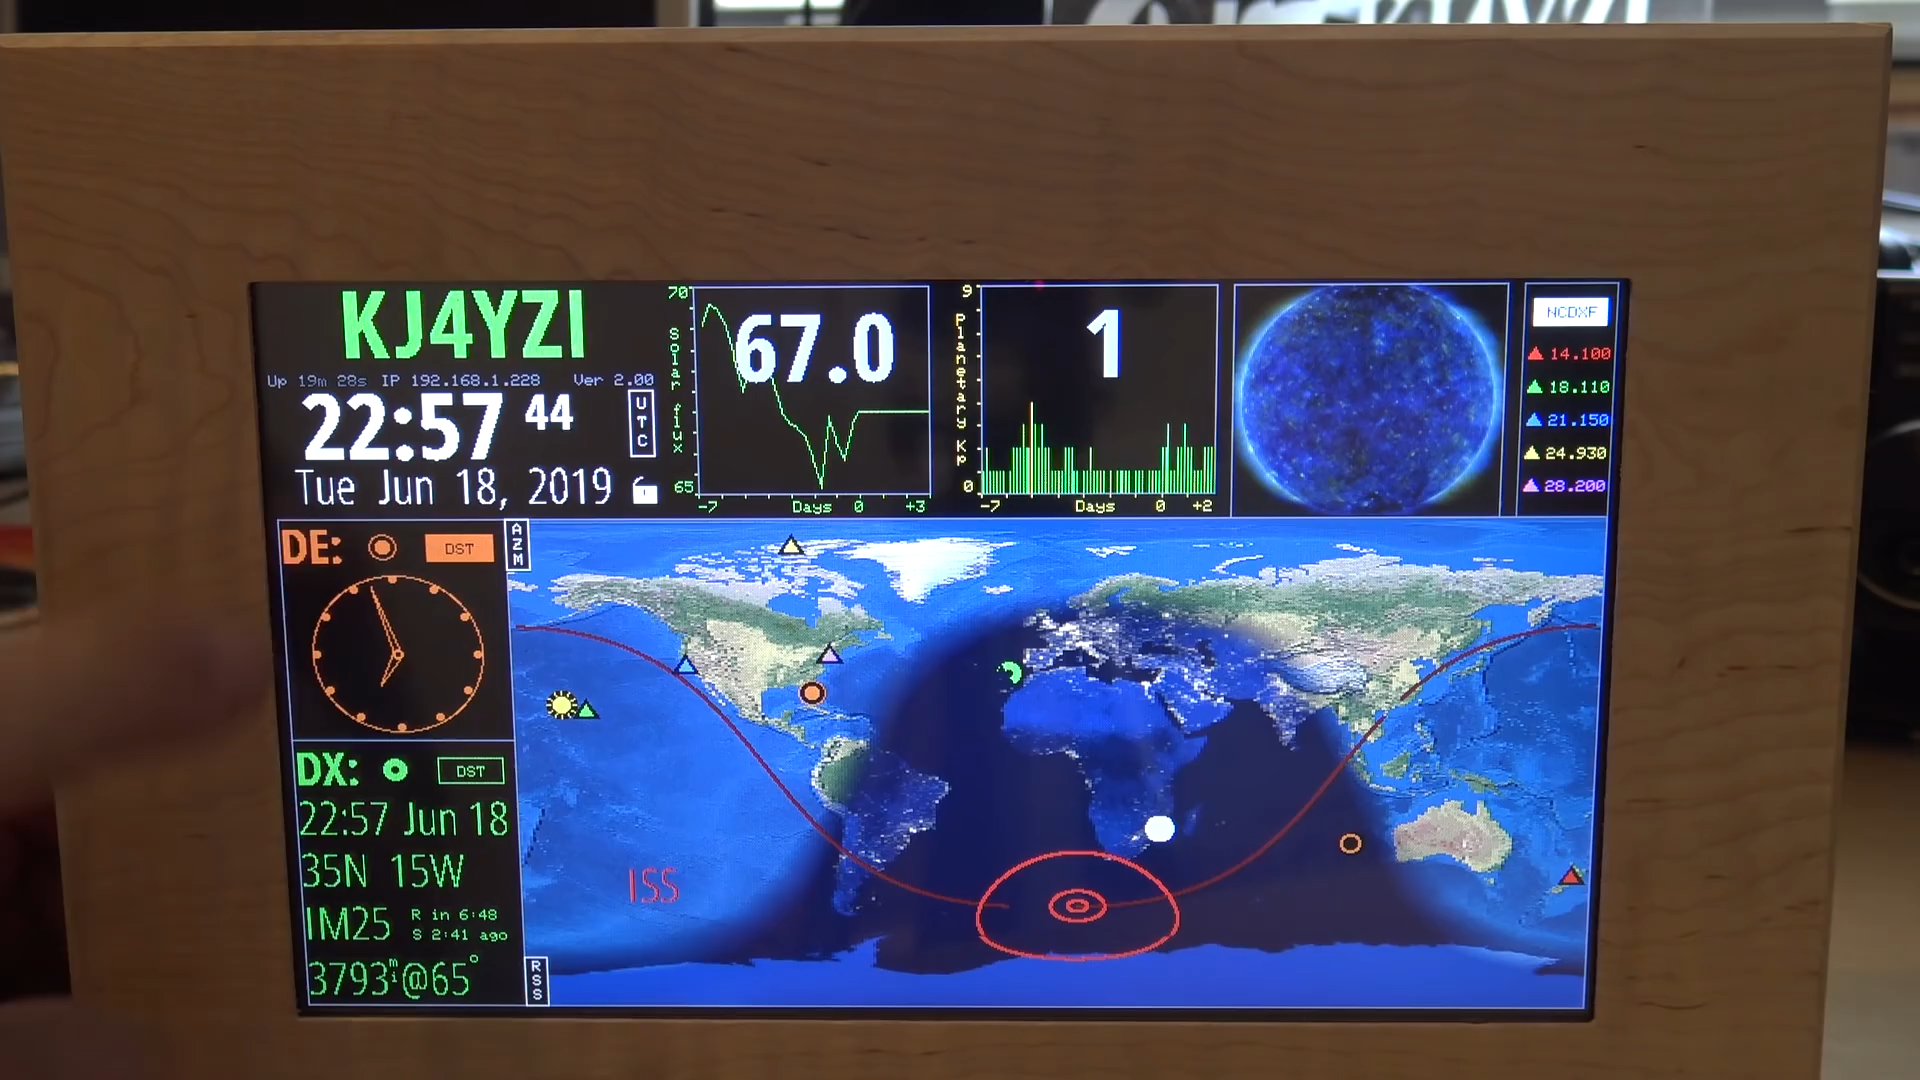 KJ4YZI
Up 19m 28s IP 192.168.1.228 Ver 2.00
22:57 44
UTC
Tue Jun 18, 2019
70
Solar flux
65
67.0
-7 Days 0 +3
9
Planetary Kp
0
1
-7 Days 0 +2
NCDXF
14.100
18.110
21.150
24.930
28.200
DE: DST
AZM
DX: DST
22:57 Jun 18
35N 15W
IM25 R in 6:48
S 2:41 ago
3793mi@65°
RSS
ISS